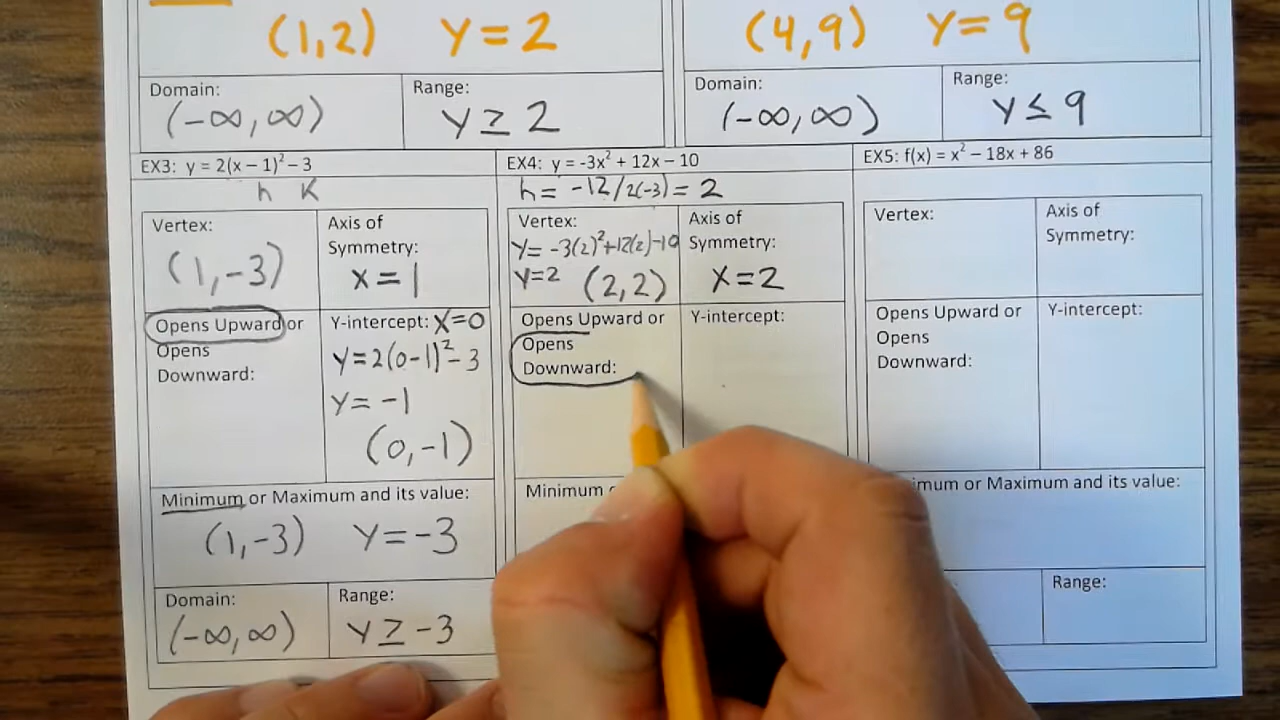 (1,2) y = 2
(4,9) y = 9
Domain:
(-∞, ∞)
Range:
y ≥ 2
Domain:
(-∞, ∞)
Range:
y ≤ 9
EX3: y = 2(x – 1)² – 3
h K
Vertex:
(1, -3)
Axis of
Symmetry:
x = 1
Opens Upward or
Opens
Downward:
Y-intercept: x=0
y = 2(0-1)² - 3
y = -1
(0, -1)
Minimum or Maximum and its value:
(1, -3) y = -3
Domain:
(-∞, ∞)
Range:
y ≥ -3
EX4: y = -3x² + 12x – 10
h = -12/2(-3) = 2
Vertex:
y = -3(2)²+12(2)-10
y=2 (2,2)
Axis of
Symmetry:
x = 2
Opens Upward or
Opens
Downward:
Y-intercept:
Minimum
EX5: f(x) = x² – 18x + 86
Vertex:
Axis of
Symmetry:
Opens Upward or
Opens
Downward:
Y-intercept:
or Maximum and its value:
Range: